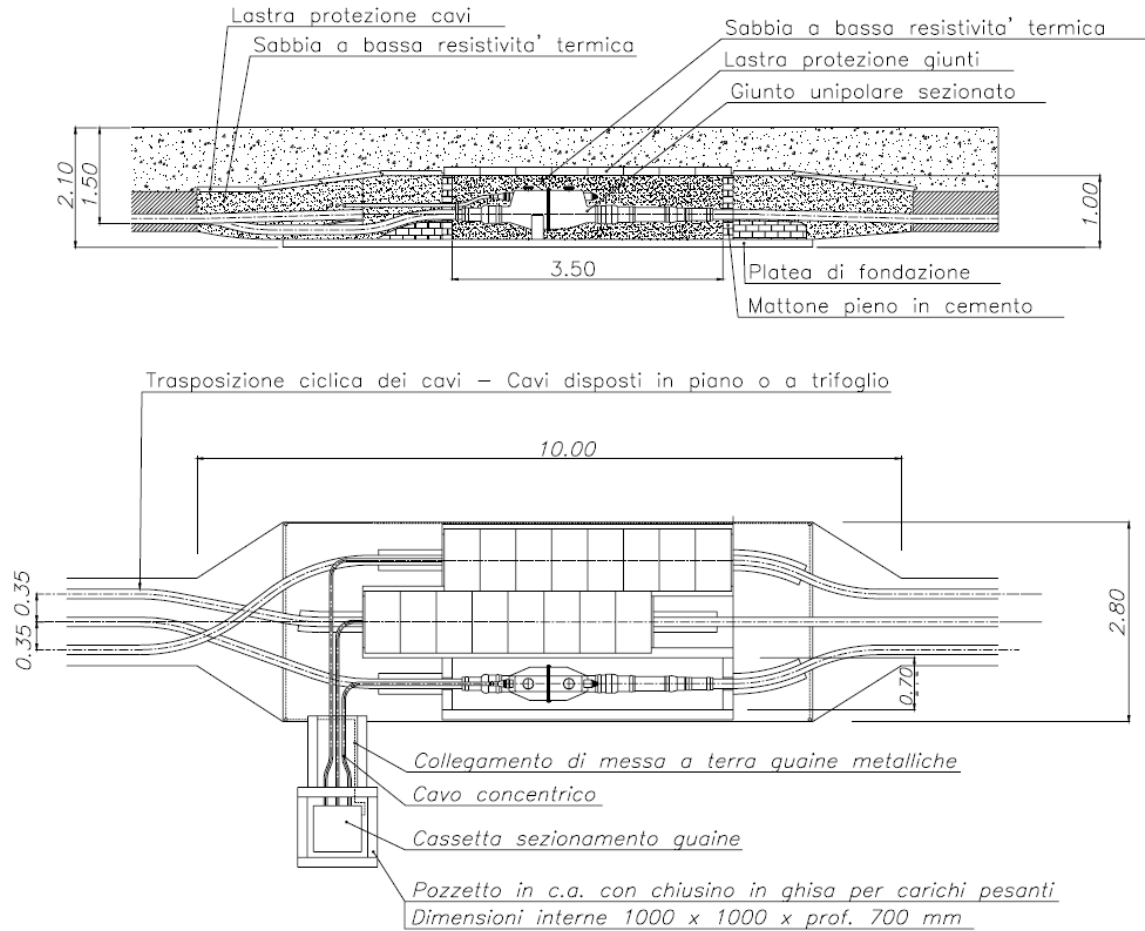 Lastra protezione cavi
Sabbia a bassa resistivita' termica
Sabbia a bassa resistivita' termica
Lastra protezione giunti
Giunto unipolare sezionato
2.10
1.50
1.00
3.50
Platea di fondazione
Mattone pieno in cemento
Trasposizione ciclica dei cavi – Cavi disposti in piano o a trifoglio
10.00
0.35
0.35
2.80
0.70
Collegamento di messa a terra guaine metalliche
Cavo concentrico
Cassetta sezionamento guaine
Pozzetto in c.a. con chiusino in ghisa per carichi pesanti
Dimensioni interne 1000 x 1000 x prof. 700 mm